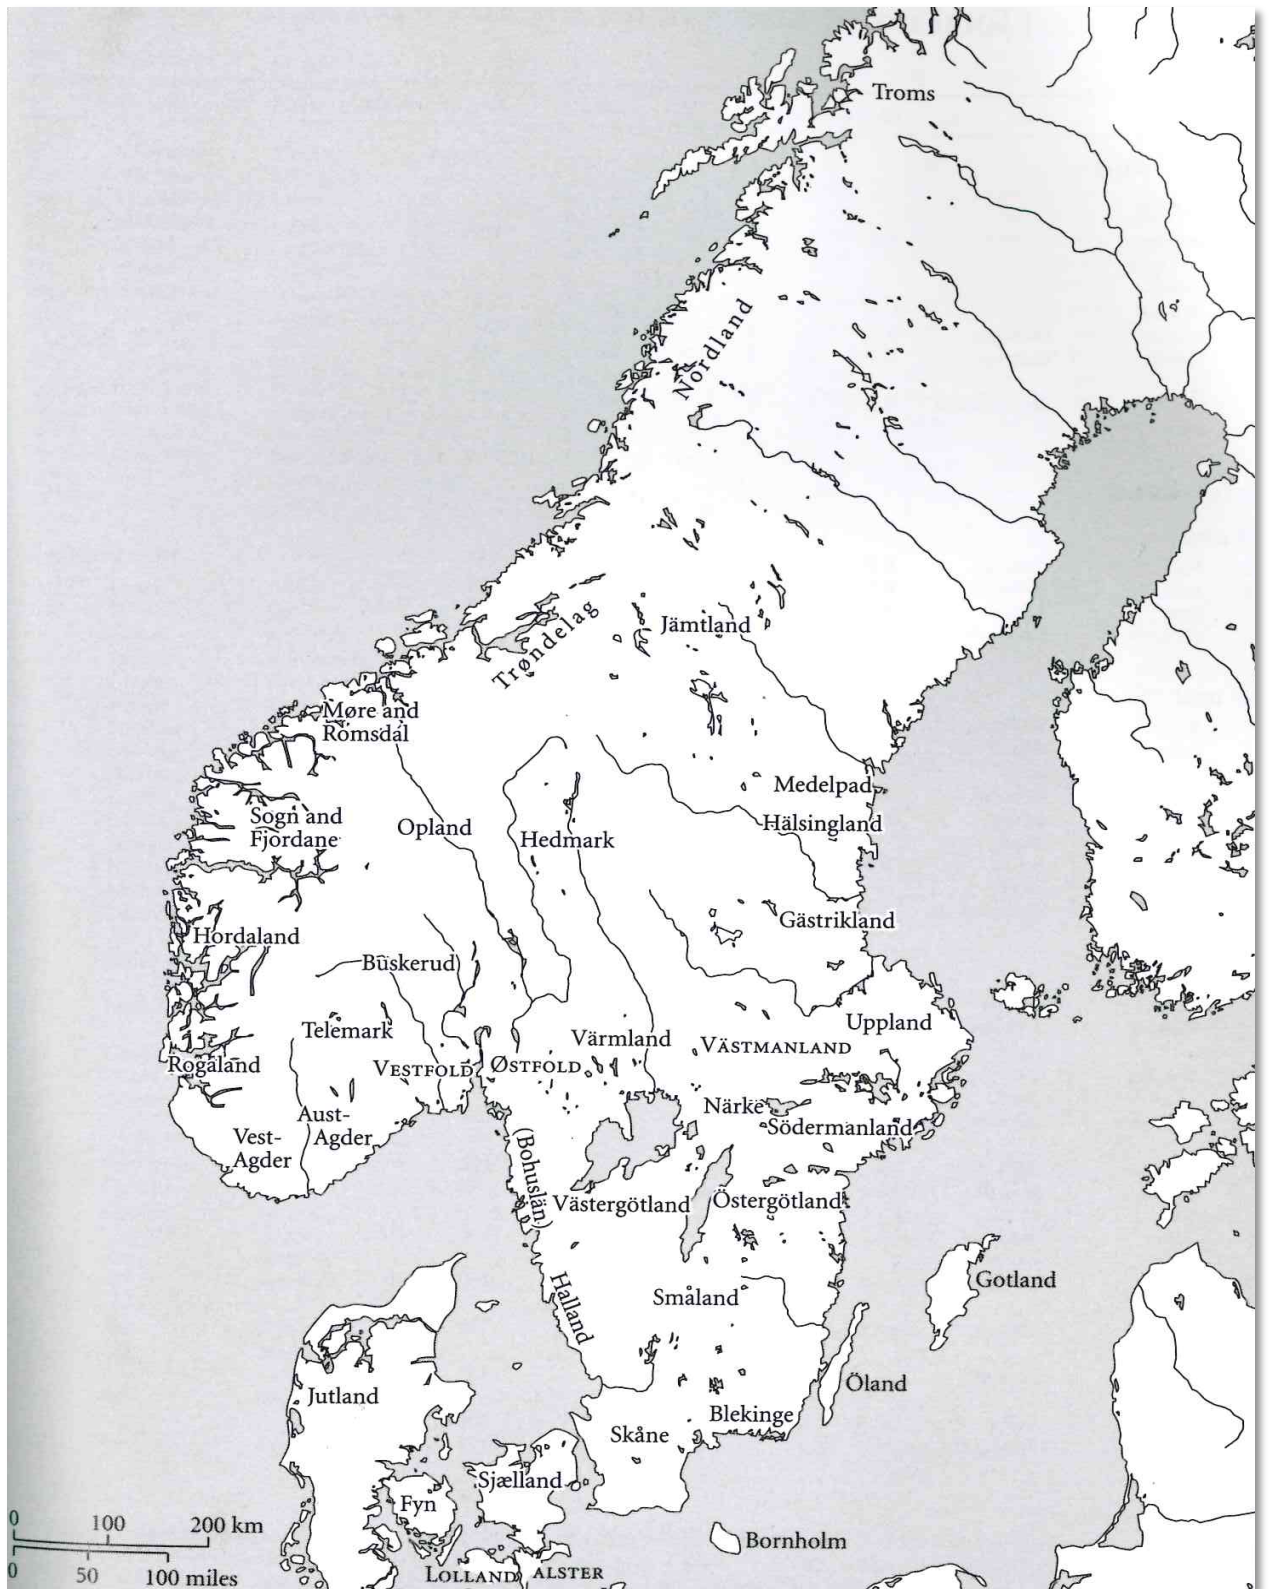 Troms
Nordland
Trøndelag
Jämtland
Møre and
Romsdal
Medelpad
Sogn and
Fjordane
Opland
Hedmark
Hälsingland
Gästrikland
Hordaland
Buskerud
Uppland
Telemark
Värmland
VÄSTMANLAND
Rogaland
VESTFOLD
ØSTFOLD
Närke
Aust-
Agder
Södermanland
Vest-
Agder
(Bohuslän)
Västergötland
Östergötland
Gotland
Halland
Småland
Jutland
Öland
Blekinge
Skåne
Sjælland
Fyn
0 100 200 km
Bornholm
0 50 100 miles
LOLLAND
ALSTER